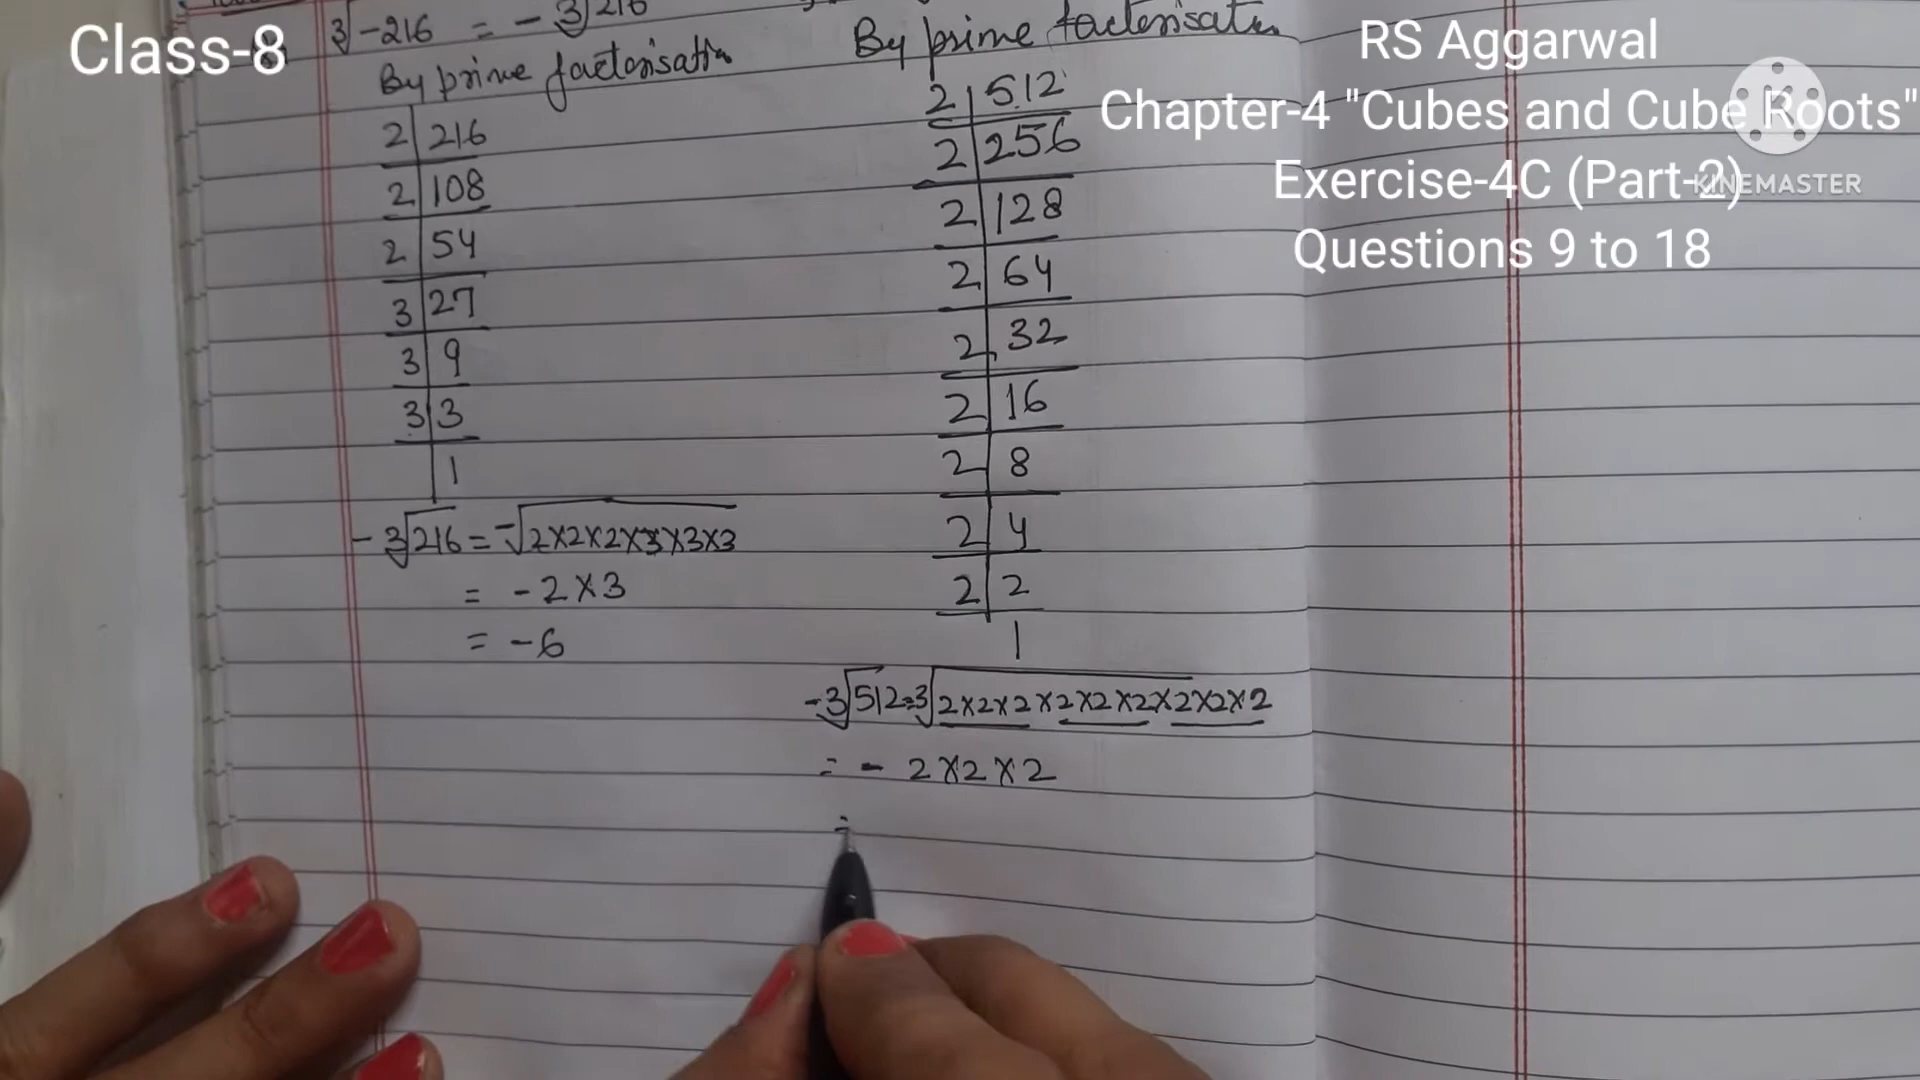 Class-8
RS Aggarwal
Chapter-4 "Cubes and Cube Roots"
Exercise-4C (Part-2)
Questions 9 to 18
KINEMASTER
∛-216 = - ∛216
By prime factorisation
2 | 216
2 | 108
2 | 54
3 | 27
3 | 9
3 | 3
| 1
- ∛216 = -√2×2×2×3×3×3
= -2×3
= -6
By prime factorisation
2 | 512
2 | 256
2 | 128
2 | 64
2 | 32
2 | 16
2 | 8
2 | 4
2 | 2
1
-∛512 = ∛2×2×2×2×2×2×2×2×2
= - 2×2×2
=